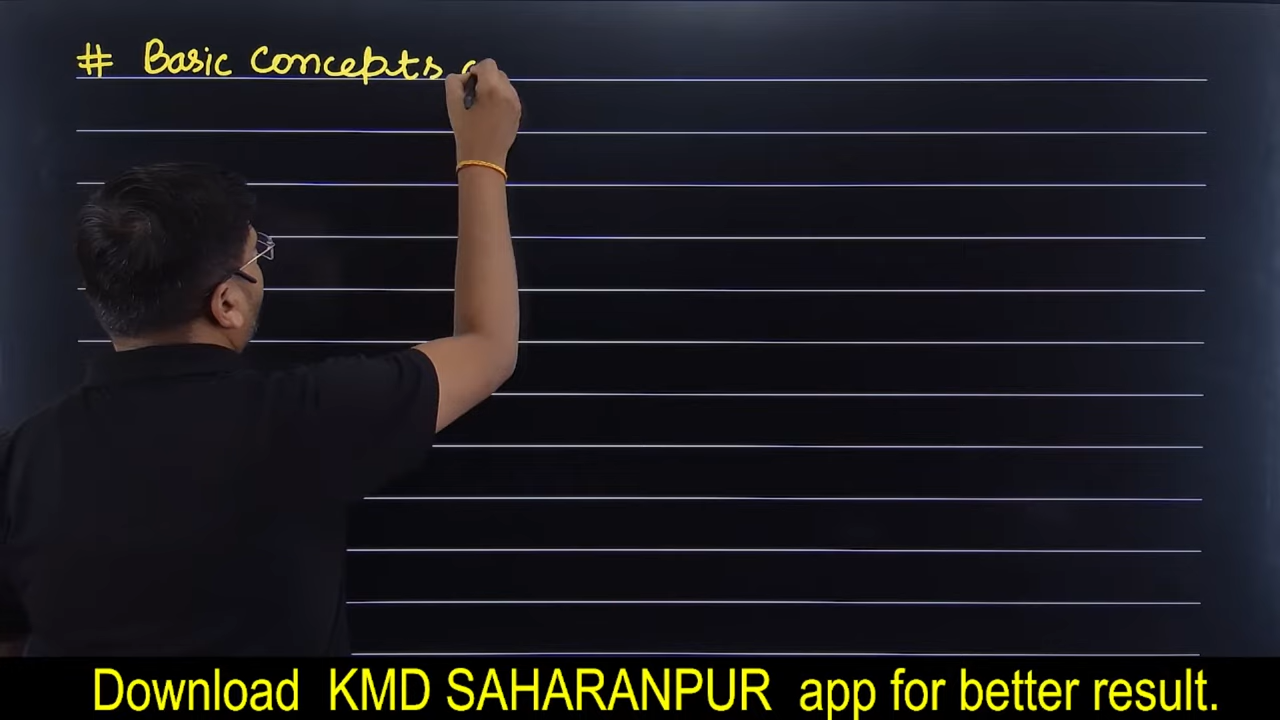 # Basic Concepts
Download KMD SAHARANPUR app for better result.